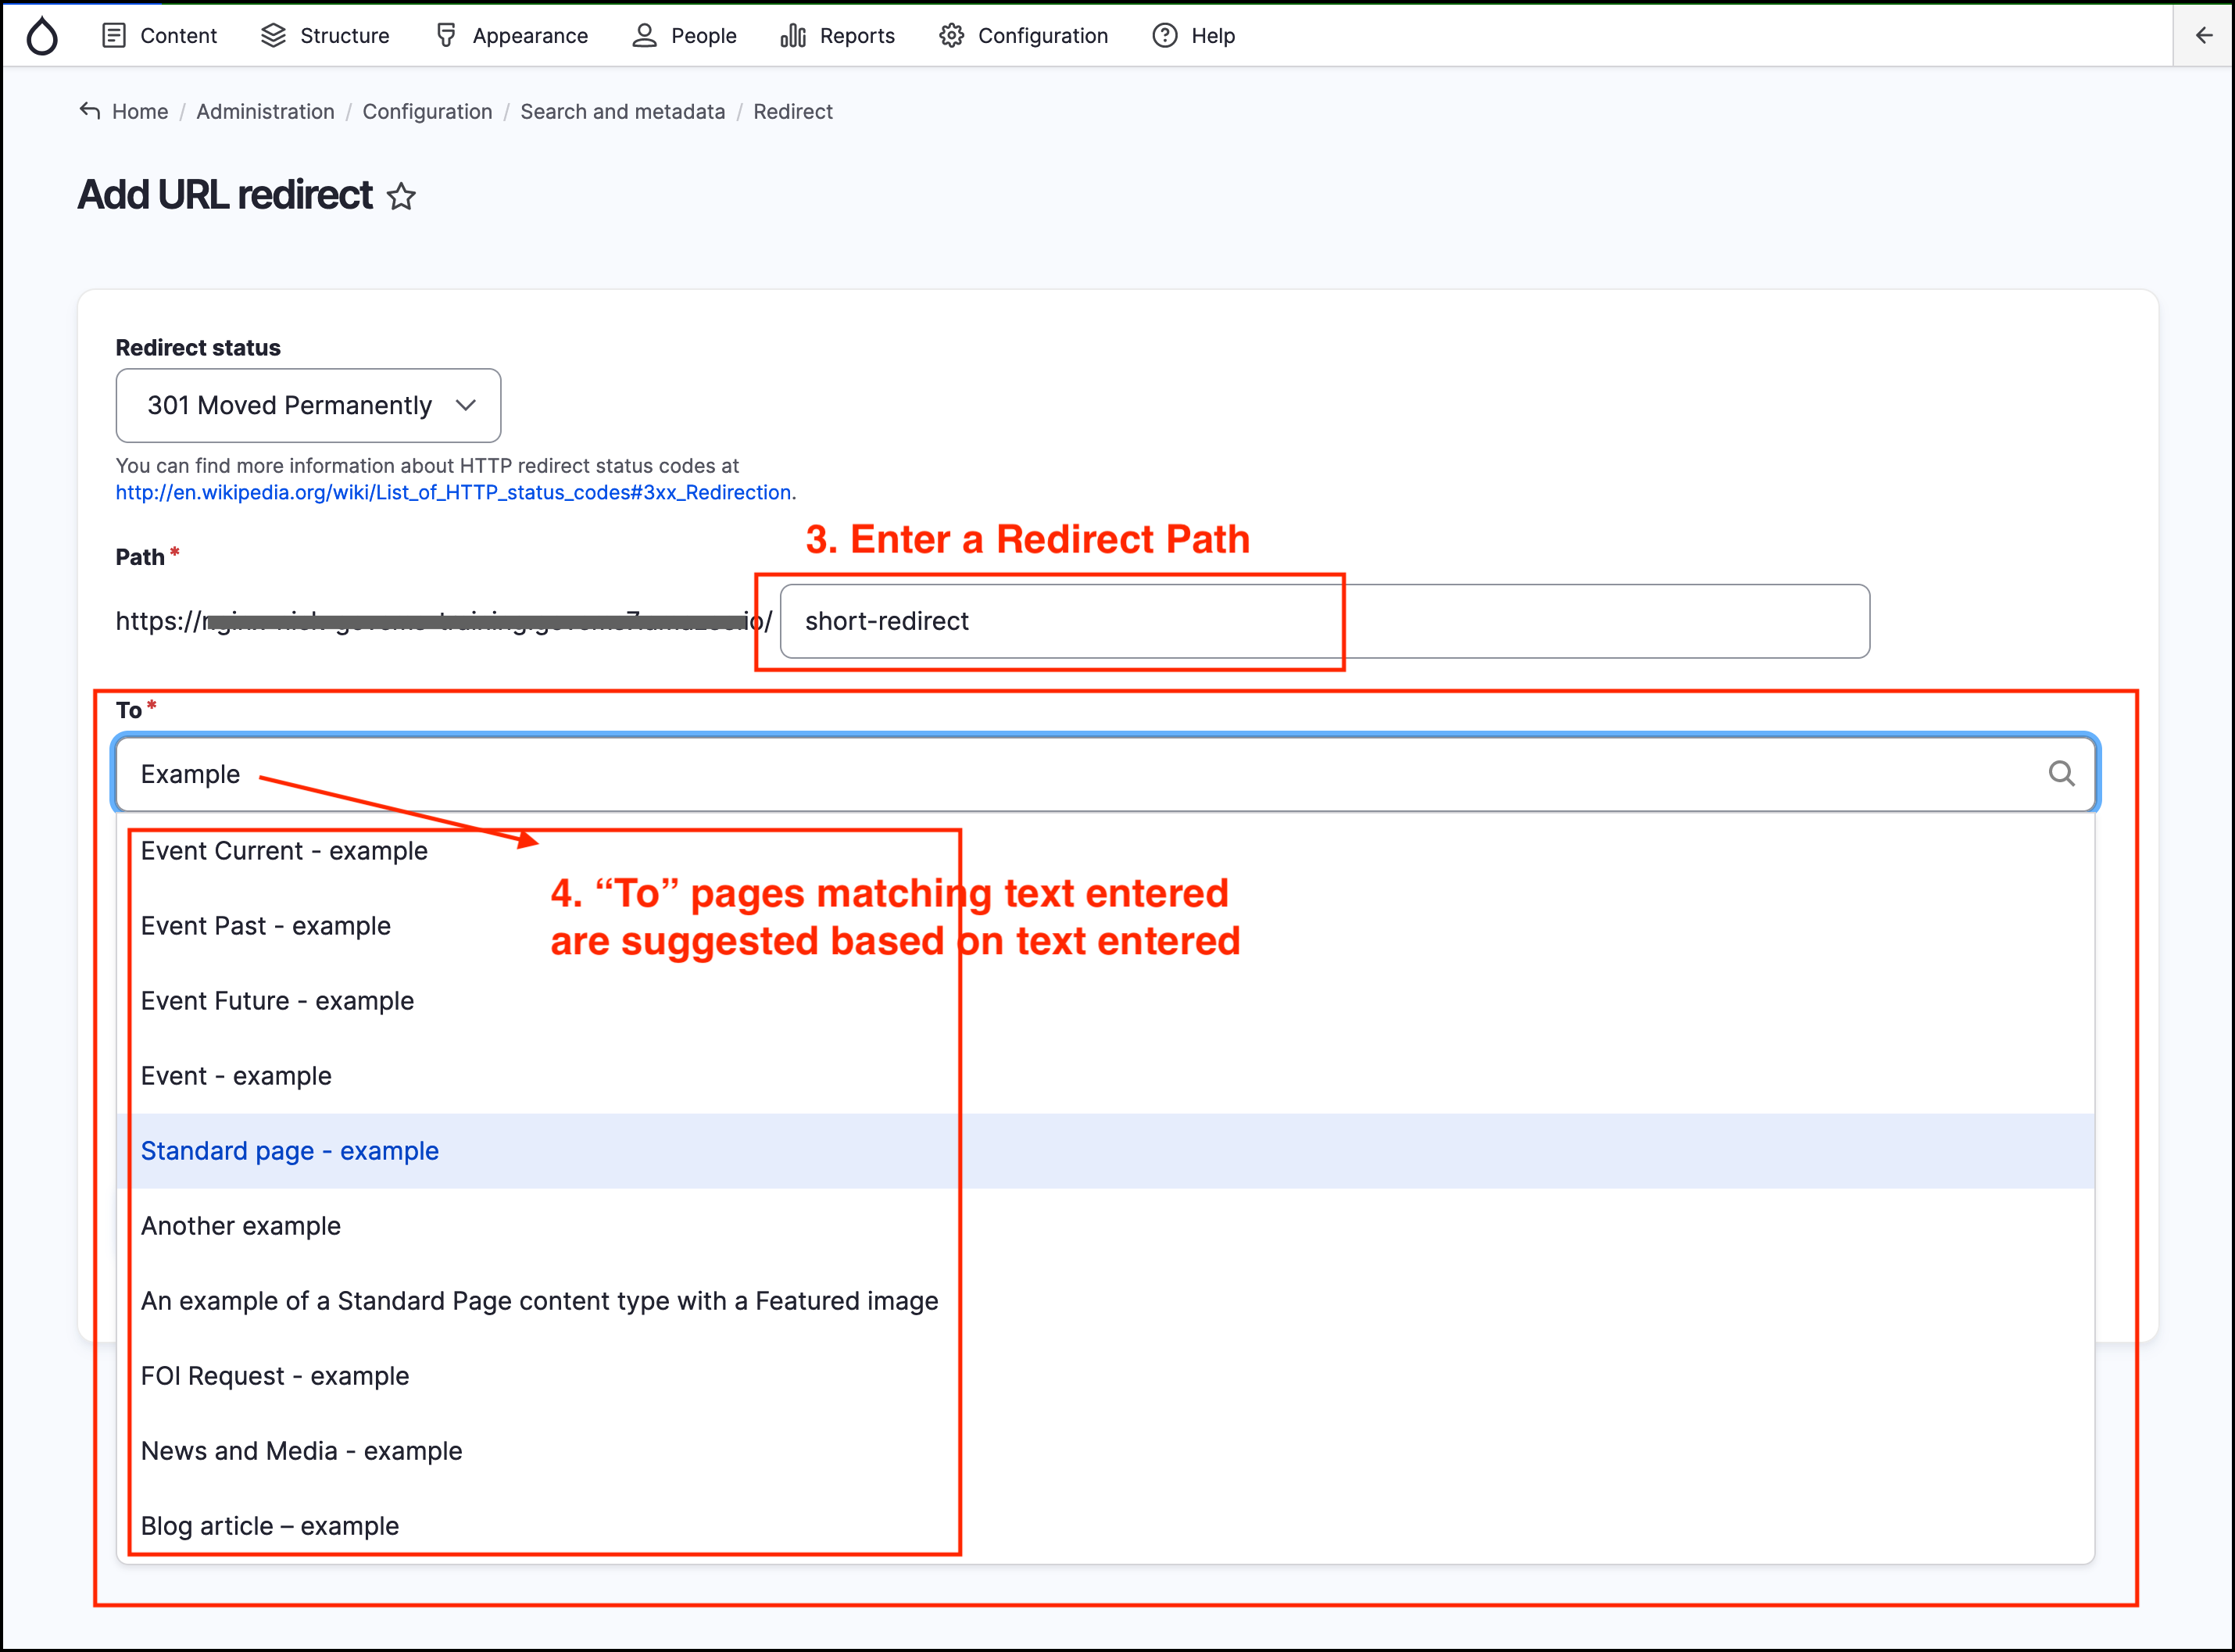 Content Structure Appearance People Reports Configuration Help
Home / Administration / Configuration / Search and metadata / Redirect
Add URL redirect
Redirect status
301 Moved Permanently
You can find more information about HTTP redirect status codes at
http://en.wikipedia.org/wiki/List_of_HTTP_status_codes#3xx_Redirection.
3. Enter a Redirect Path
Path *
https:// / short-redirect
To *
Example
Event Current - example
4. “To” pages matching text entered
are suggested based on text entered
Event Past - example
Event Future - example
Event - example
Standard page - example
Another example
An example of a Standard Page content type with a Featured image
FOI Request - example
News and Media - example
Blog article – example